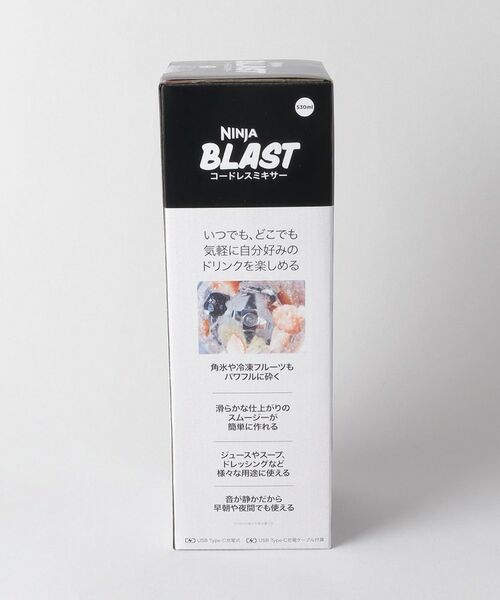 530ml
NINJA
BLAST
コードレスミキサー
いつでも、どこでも
気軽に自分好みの
ドリンクを楽しめる
角氷や冷凍フルーツも
パワフルに砕く
滑らかな仕上がりの
スムージーが
簡単に作れる
ジュースやスープ、
ドレッシングなど
様々な用途に使える
音が静かだから
早朝や夜間でも使える
USB Type-C充電式 USB Type-C充電ケーブル付属